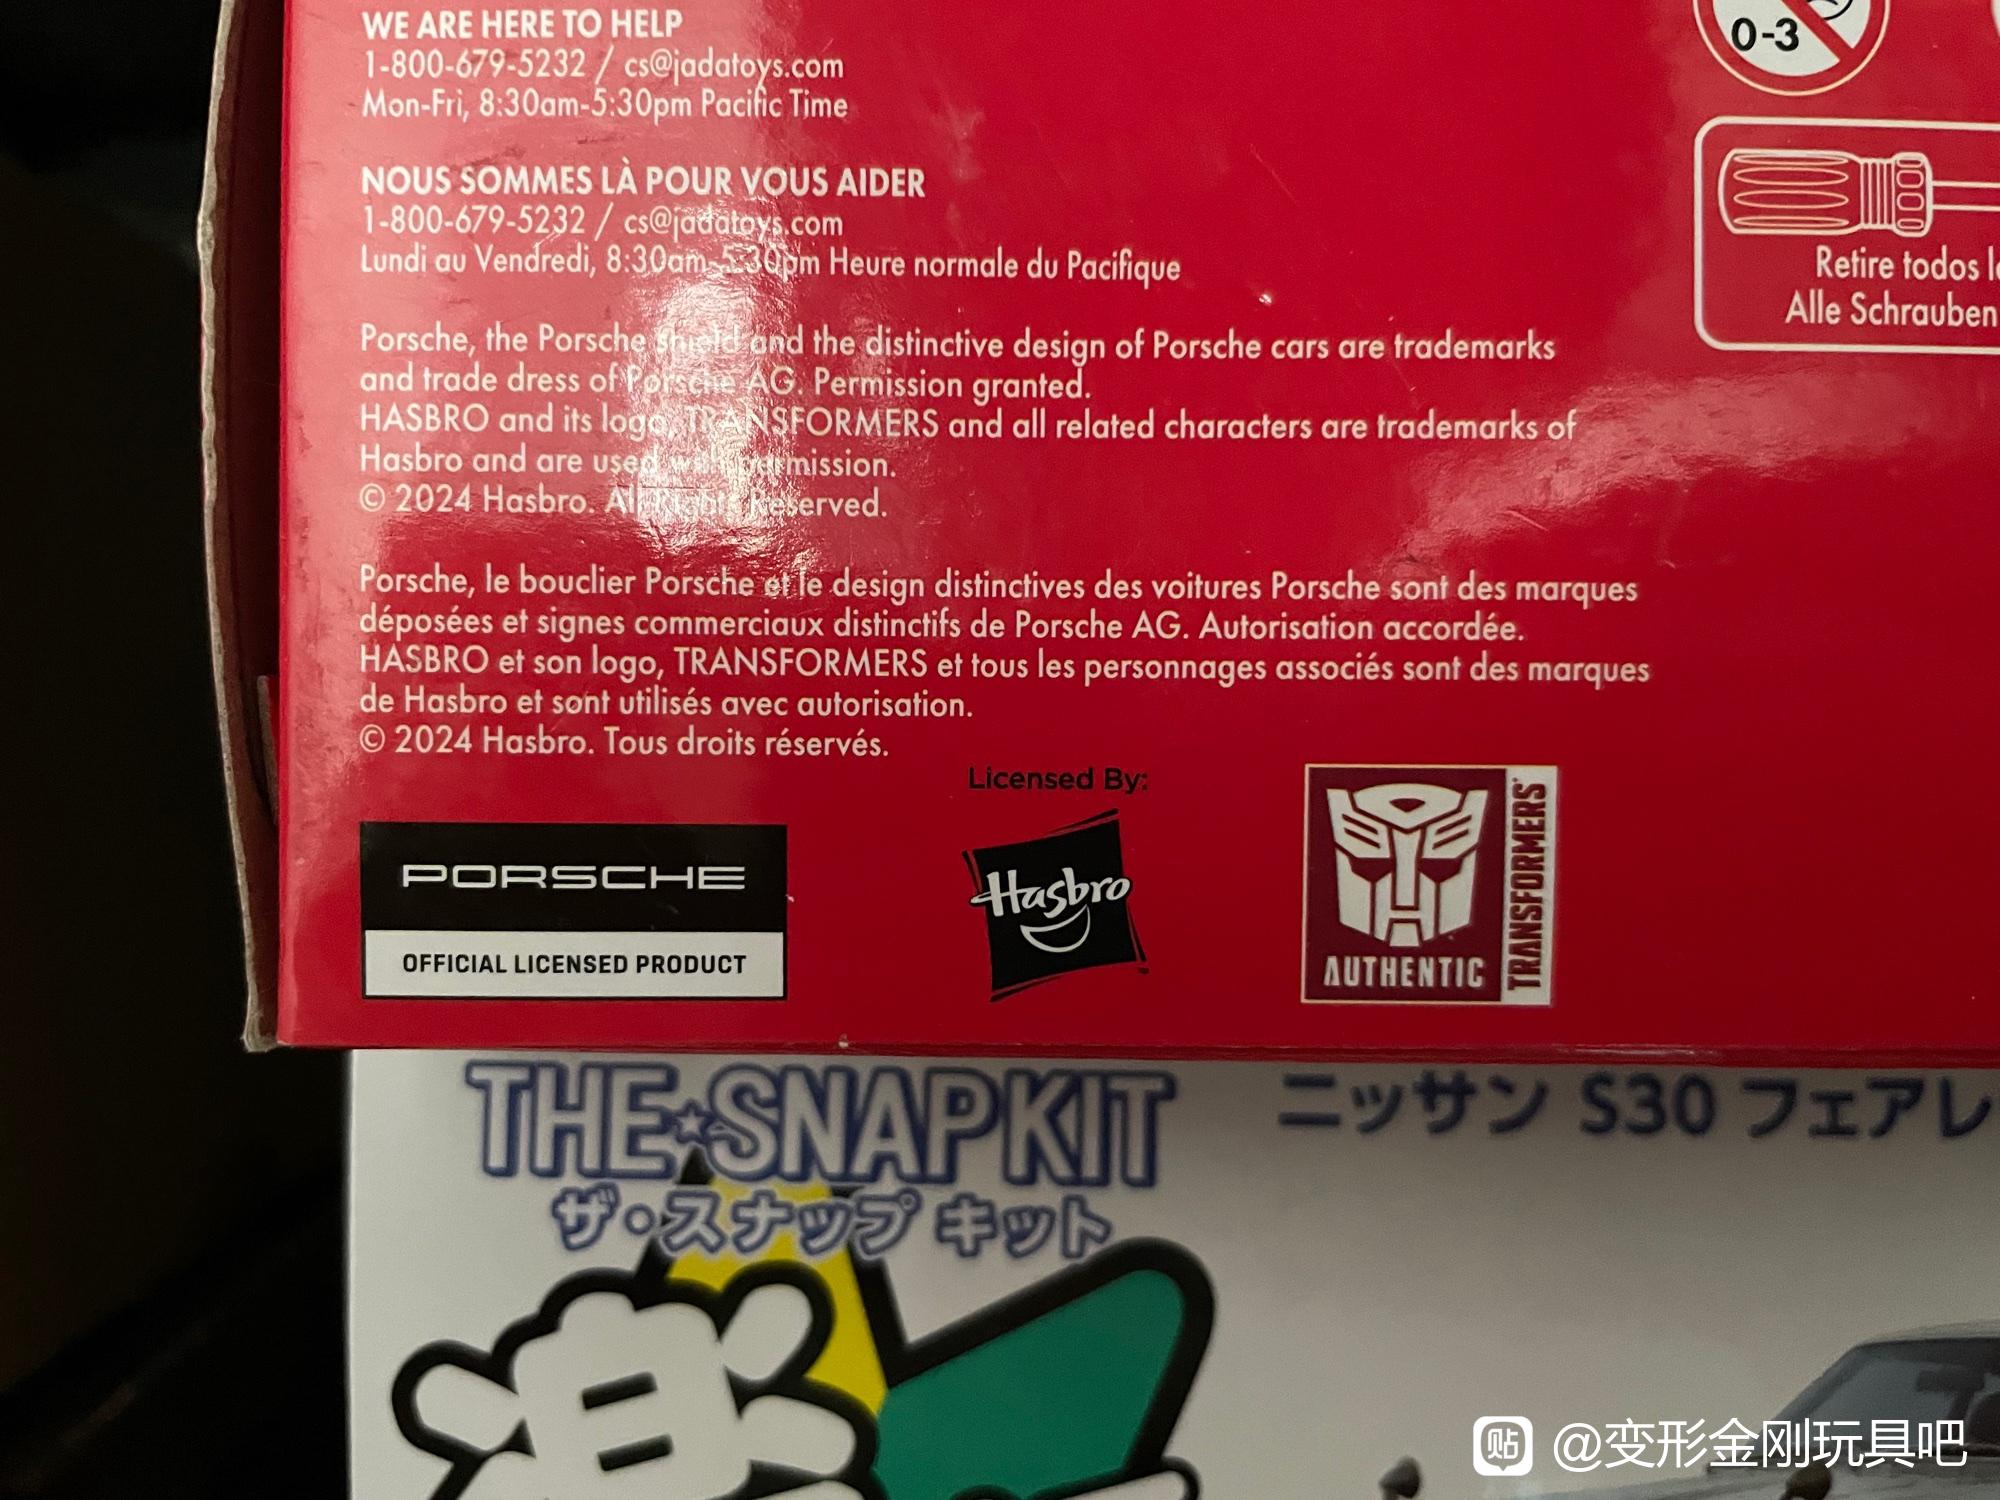 WE ARE HERE TO HELP
1-800-679-5232 / cs@jadatoys.com
Mon-Fri, 8:30am-5:30pm Pacific Time
NOUS SOMMES LÀ POUR VOUS AIDER
1-800-679-5232 / cs@jadatoys.com
Lundi au Vendredi, 8:30am-5:30pm Heure normale du Pacifique
Porsche, the Porsche Shield and the distinctive design of Porsche cars are trademarks
and trade dress of Porsche AG. Permission granted.
HASBRO and its logo, TRANSFORMERS and all related characters are trademarks of
Hasbro and are used with permission.
© 2024 Hasbro. All Rights Reserved.
Porsche, le bouclier Porsche et le design distinctives des voitures Porsche sont des marques
déposées et signes commerciaux distinctifs de Porsche AG. Autorisation accordée.
HASBRO et son logo, TRANSFORMERS et tous les personnages associés sont des marques
de Hasbro et sont utilisés avec autorisation.
© 2024 Hasbro. Tous droits réservés.
0-3
Retire todos
Alle Schrauben
PORSCHE
OFFICIAL LICENSED PRODUCT
Licensed By:
Hasbro
AUTHENTIC
TRANSFORMERS
THE★SNAPKIT
ザ・スナップキット
ニッサン S30 フェアレ
楽
贴 @变形金刚玩具吧